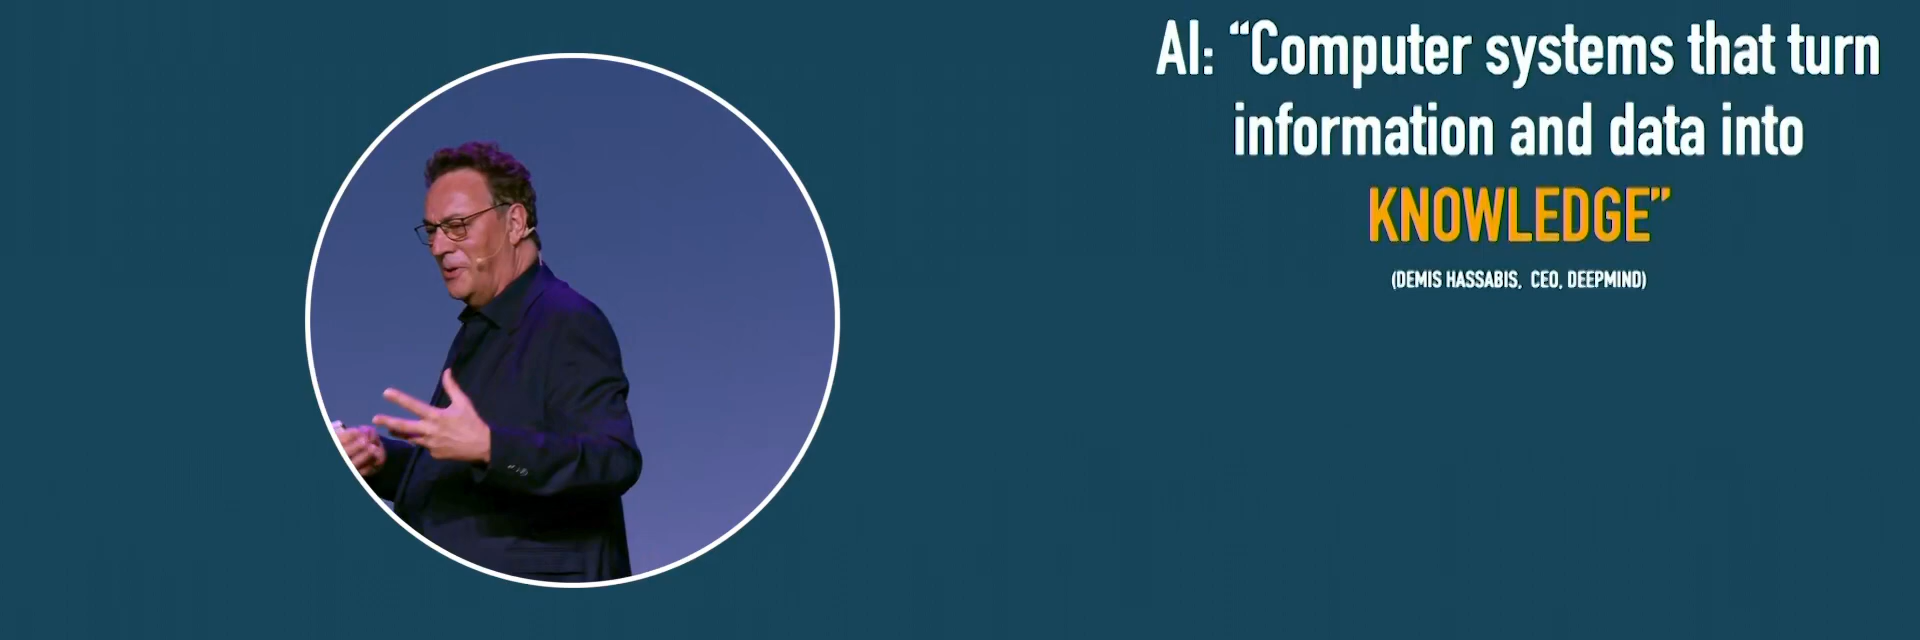 AI: “Computer systems that turn
information and data into
KNOWLEDGE”
(DEMIS HASSABIS, CEO, DEEPMIND)